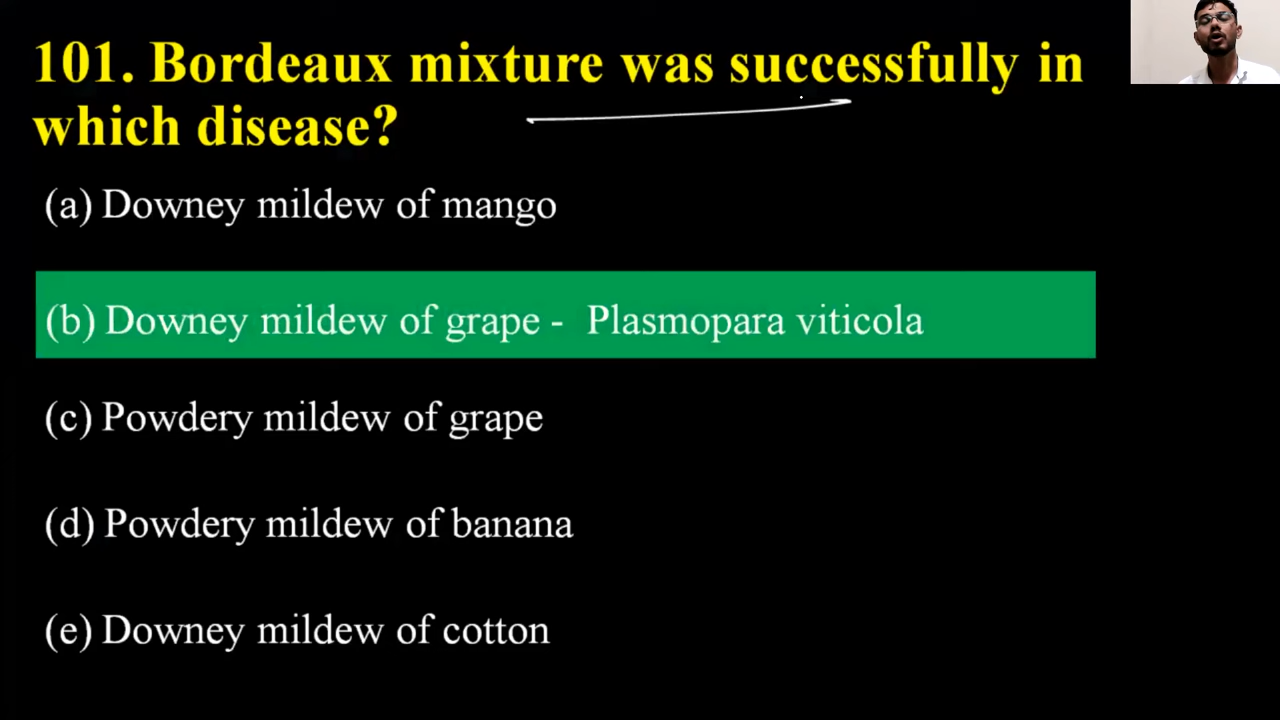 101. Bordeaux mixture was successfully in
which disease?
(a) Downey mildew of mango
(b) Downey mildew of grape - Plasmopara viticola
(c) Powdery mildew of grape
(d) Powdery mildew of banana
(e) Downey mildew of cotton